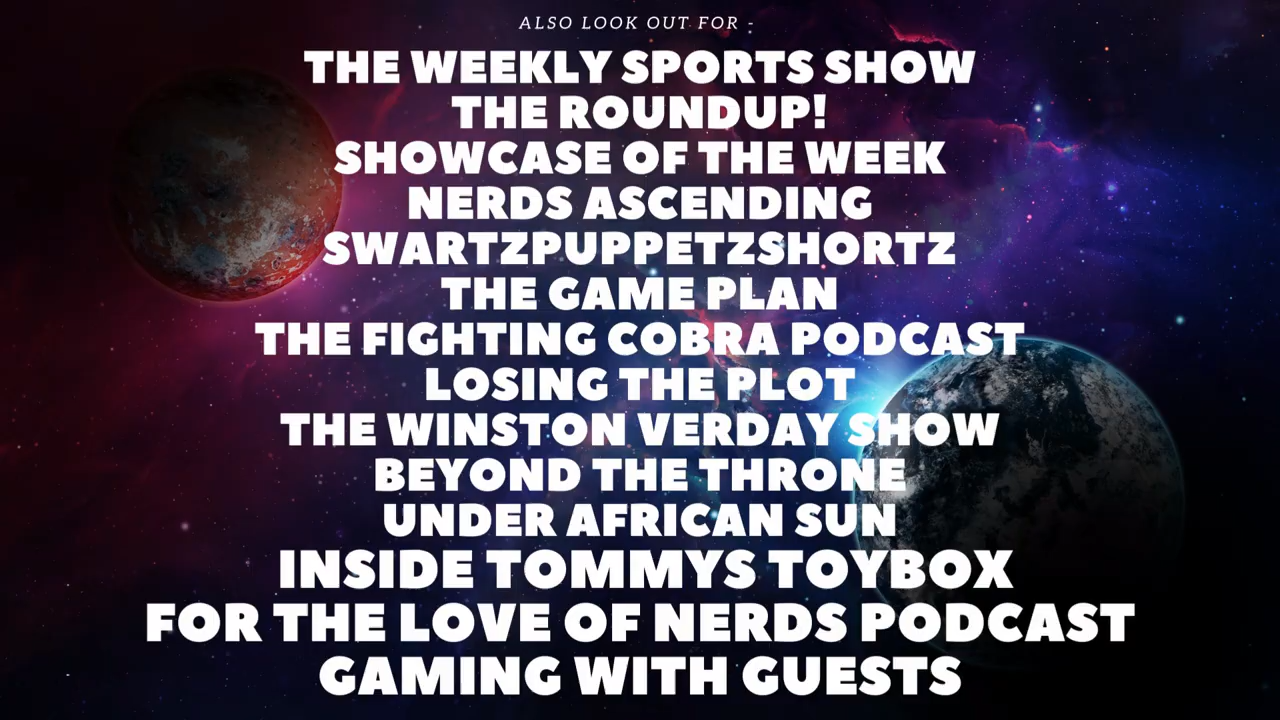 ALSO LOOK OUT FOR -
THE WEEKLY SPORTS SHOW
THE ROUNDUP!
SHOWCASE OF THE WEEK
NERDS ASCENDING
SWARTZPUPPETZSHORTZ
THE GAME PLAN
THE FIGHTING COBRA PODCAST
LOSING THE PLOT
THE WINSTON VERDAY SHOW
BEYOND THE THRONE
UNDER AFRICAN SUN
INSIDE TOMMYS TOYBOX
FOR THE LOVE OF NERDS PODCAST
GAMING WITH GUESTS